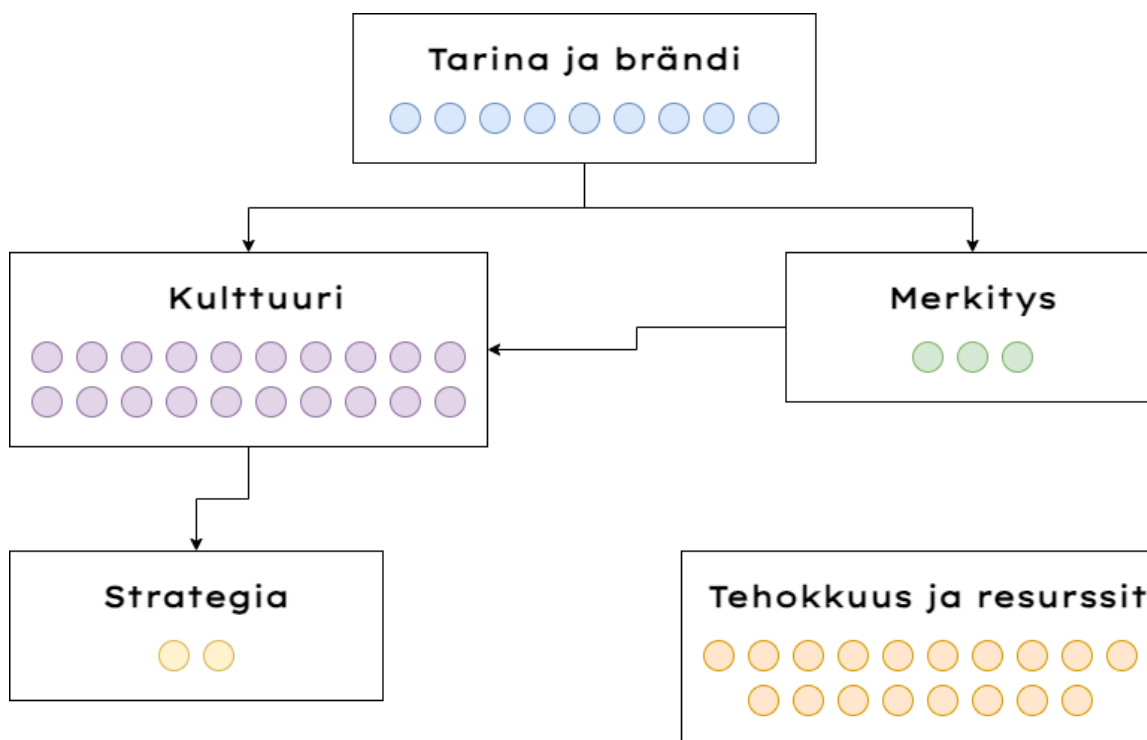 Tarina ja brändi
Kulttuuri
Merkitys
Strategia
Tehokkuus ja resurssit